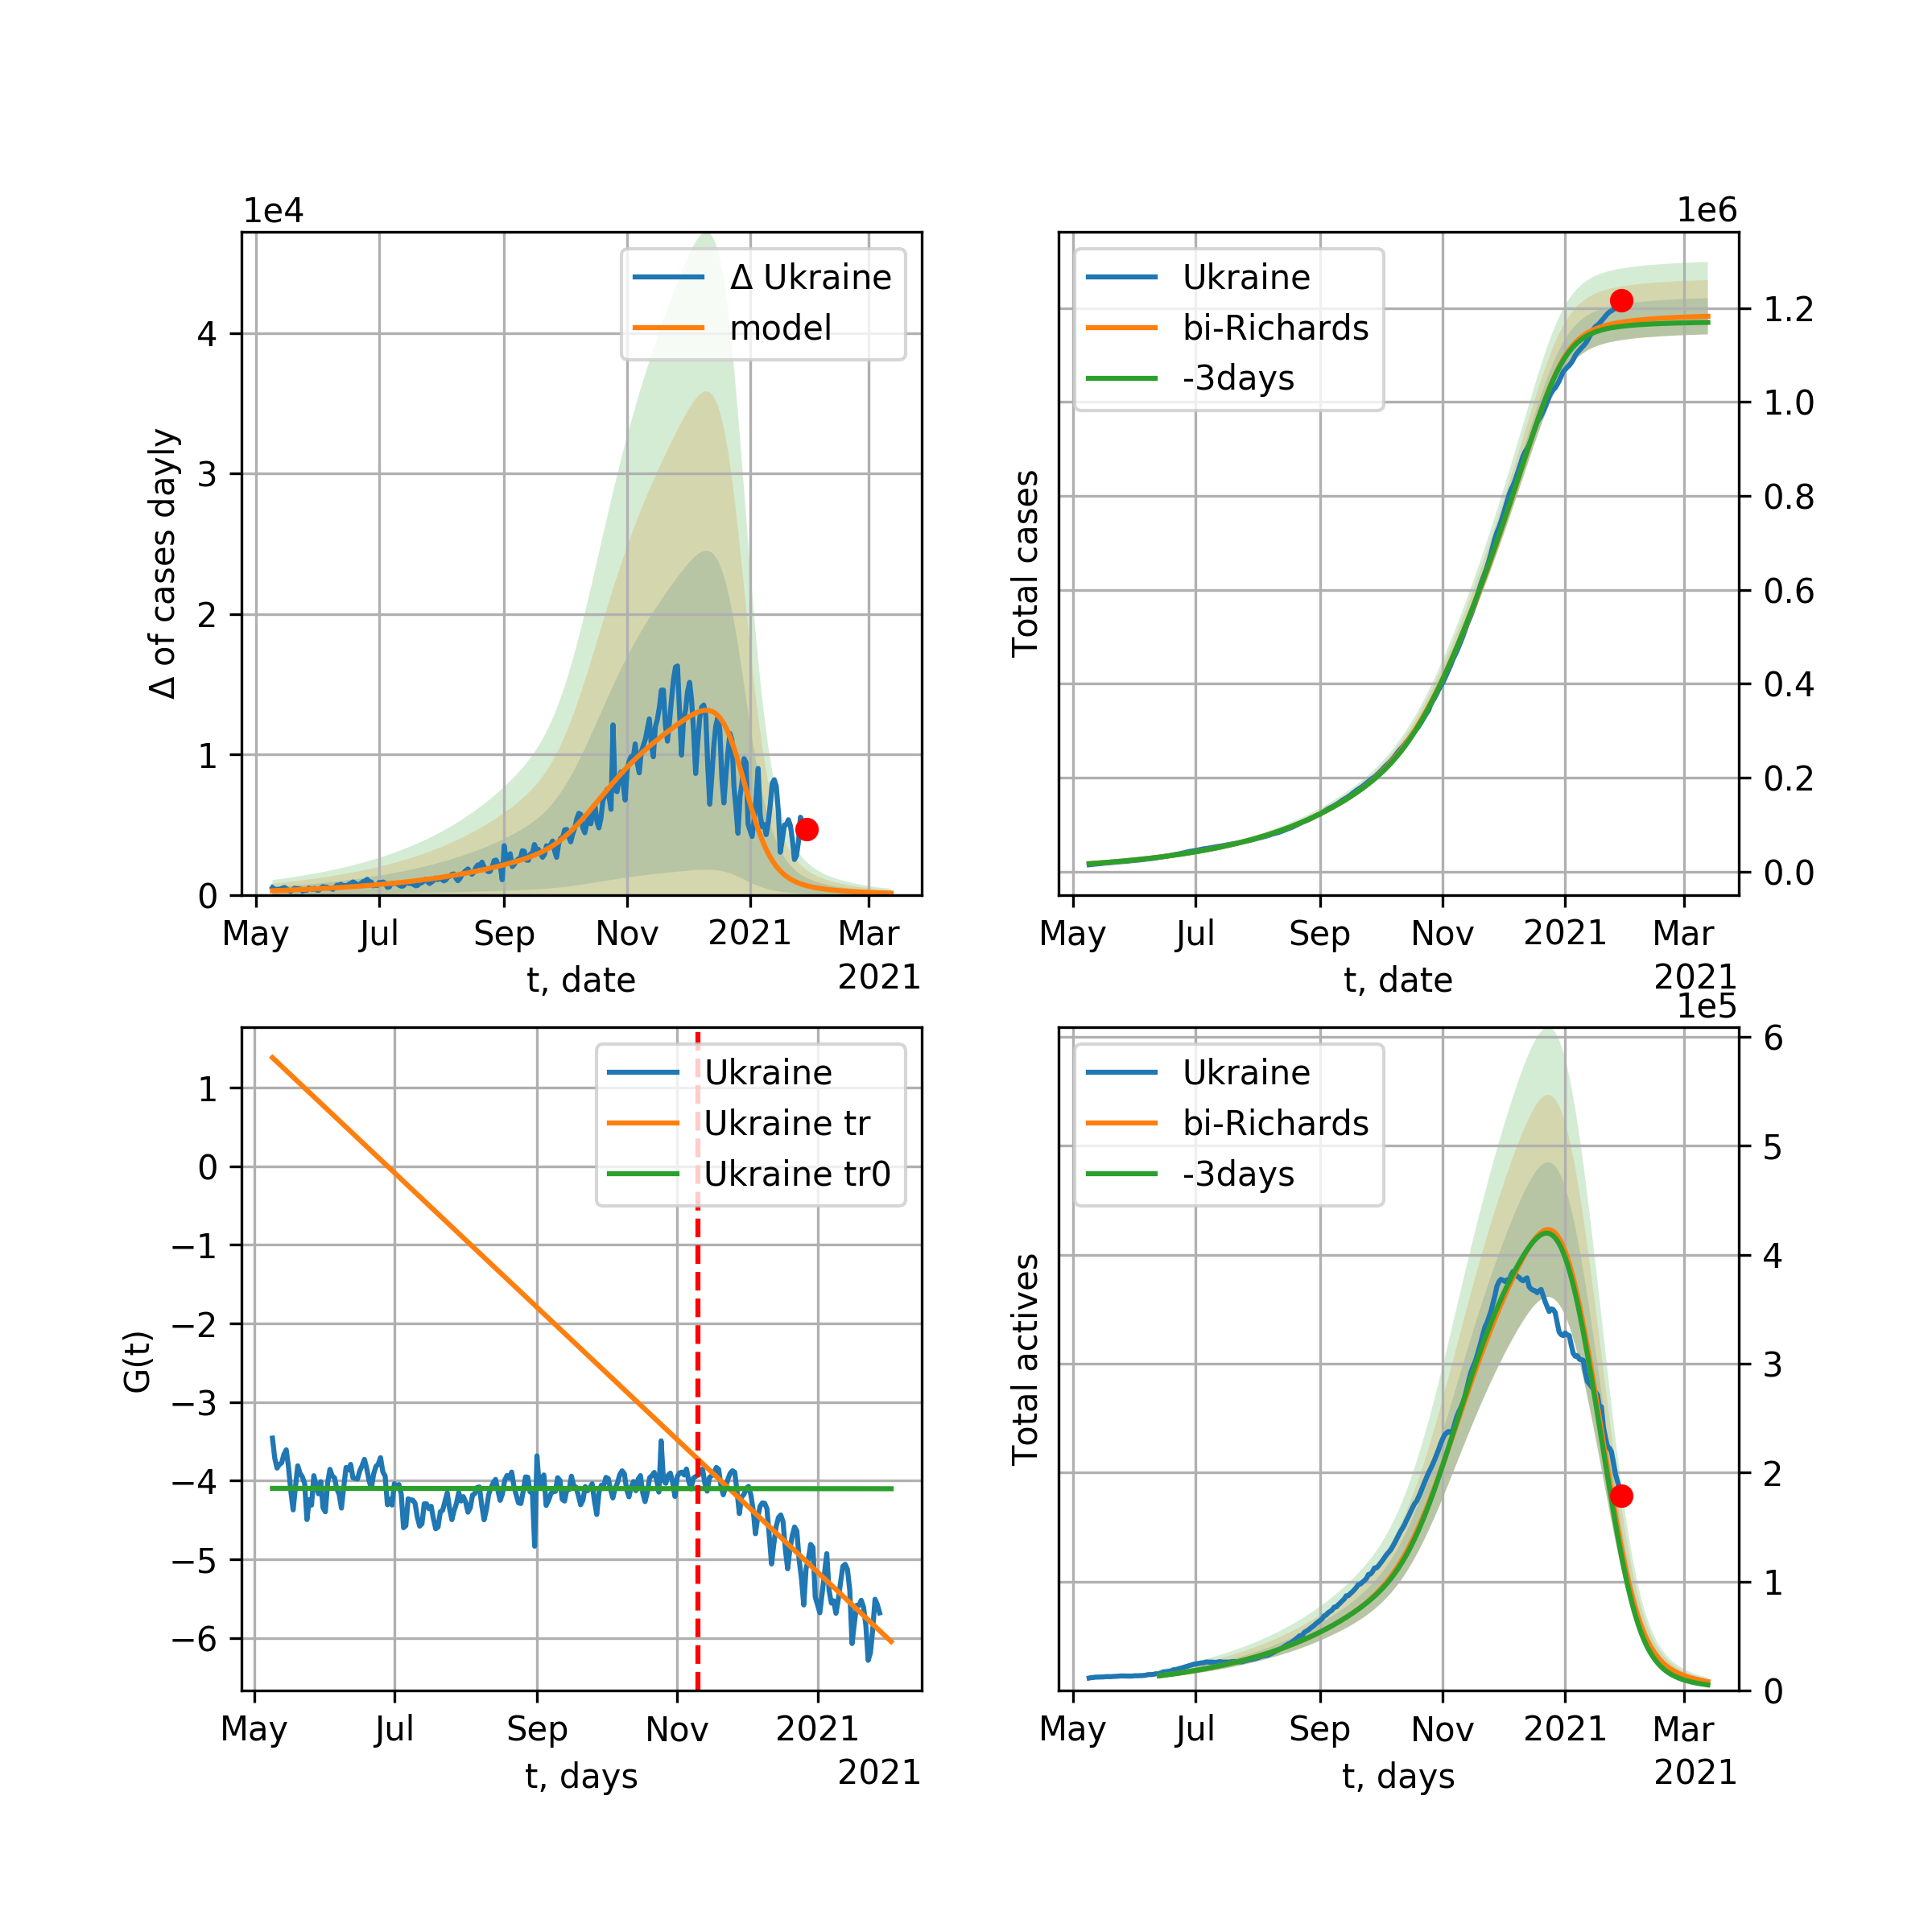 1e4
Δ Ukraine
model
4
3
2
1
0
Δ of cases dayly
May Jul Sep Nov 2021 Mar
t, date
2021
1e6
Ukraine
bi-Richards
-3days
1.2
1.0
0.8
0.6
0.4
0.2
0.0
Total cases
May Jul Sep Nov 2021 Mar
t, date
2021
Ukraine
Ukraine tr
Ukraine tr0
1
0
−1
−2
−3
−4
−5
−6
G(t)
May Jul Sep Nov 2021
t, days
2021
1e5
Ukraine
bi-Richards
-3days
6
5
4
3
2
1
0
Total actives
May Jul Sep Nov 2021 Mar
t, days
2021